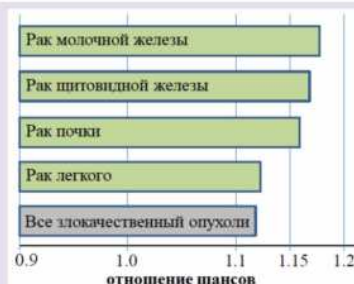 Рак молочной железы
Рак щитовидной железы
Рак почки
Рак легкого
Все злокачественный опухоли
0.9 1.0 1.1 1.15 1.2
отношение шансов